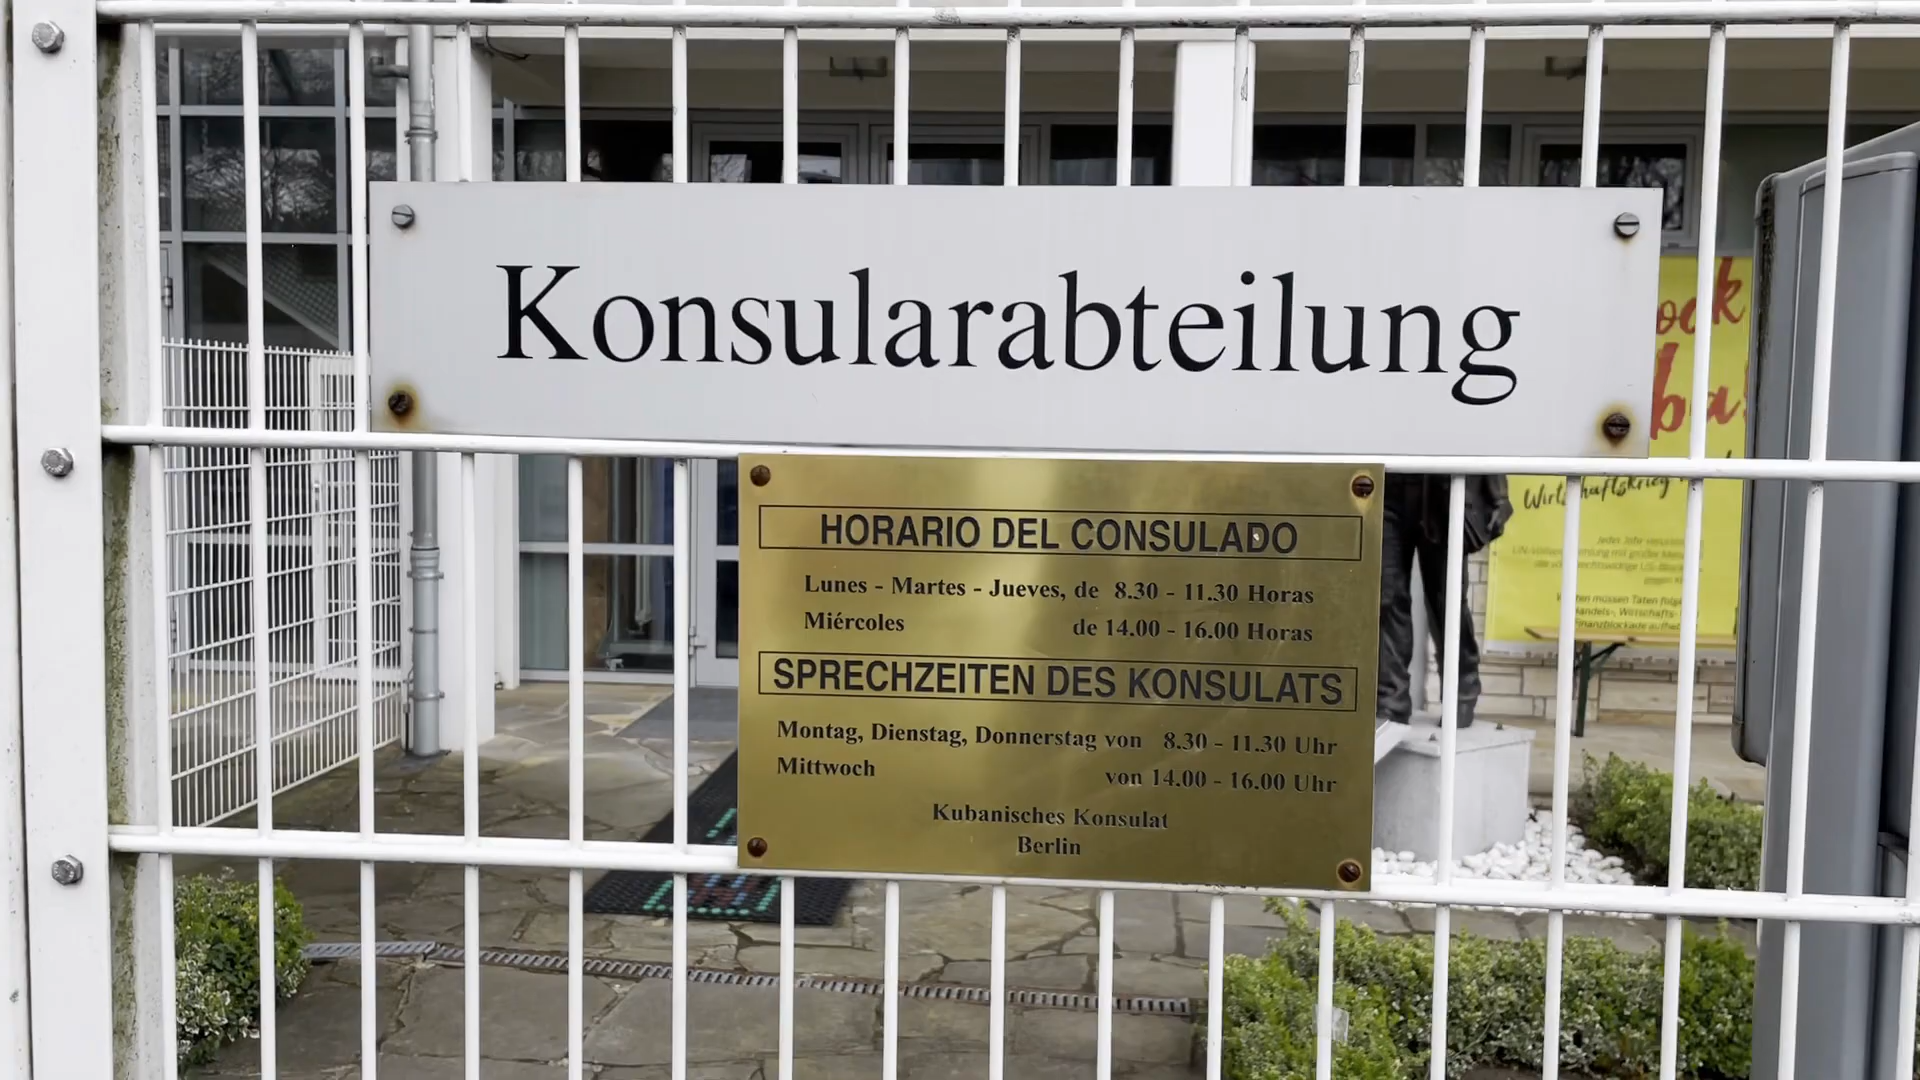 Konsularabteilung
HORARIO DEL CONSULADO
Lunes - Martes - Jueves, de 8.30 - 11.30 Horas
Miércoles de 14.00 - 16.00 Horas
SPRECHZEITEN DES KONSULATS
Montag, Dienstag, Donnerstag von 8.30 - 11.30 Uhr
Mittwoch von 14.00 - 16.00 Uhr
Kubanisches Konsulat
Berlin
Wirtschaftskrieg